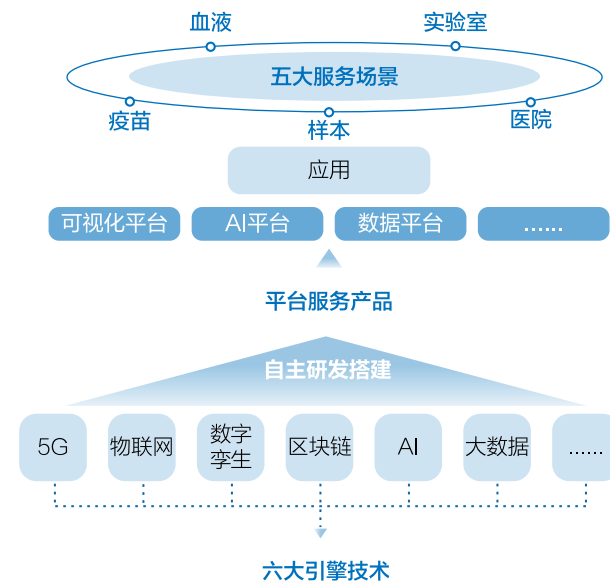 血液
实验室
五大服务场景
疫苗
样本
医院
应用
可视化平台
AI平台
数据平台
......
平台服务产品
自主研发搭建
5G
物联网
数字
孪生
区块链
AI
大数据
......
六大引擎技术